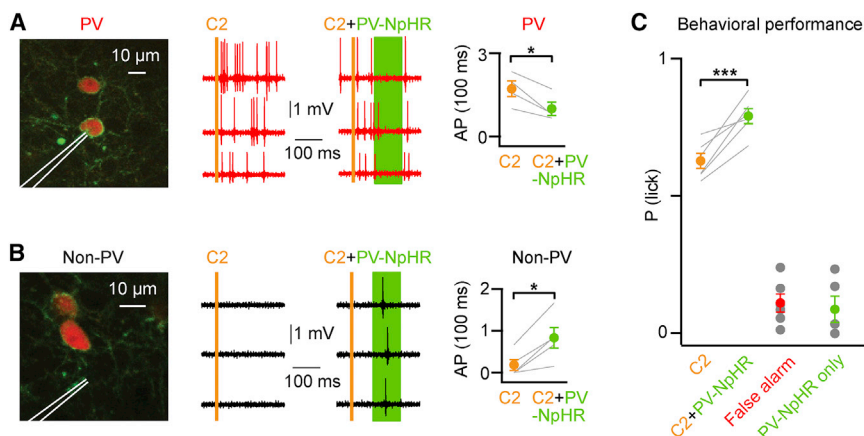 A
PV
10 µm
C2
C2+PV-NpHR
1 mV
100 ms
PV
*
3
0
AP (100 ms)
C2
C2+PV
-NpHR
B
Non-PV
10 µm
C2
C2+PV-NpHR
1 mV
100 ms
Non-PV
*
2
1
0
AP (100 ms)
C2
C2+PV
-NpHR
C
Behavioral performance
1
***
P (lick)
0
C2
C2+PV-NpHR
False alarm
PV-NpHR only